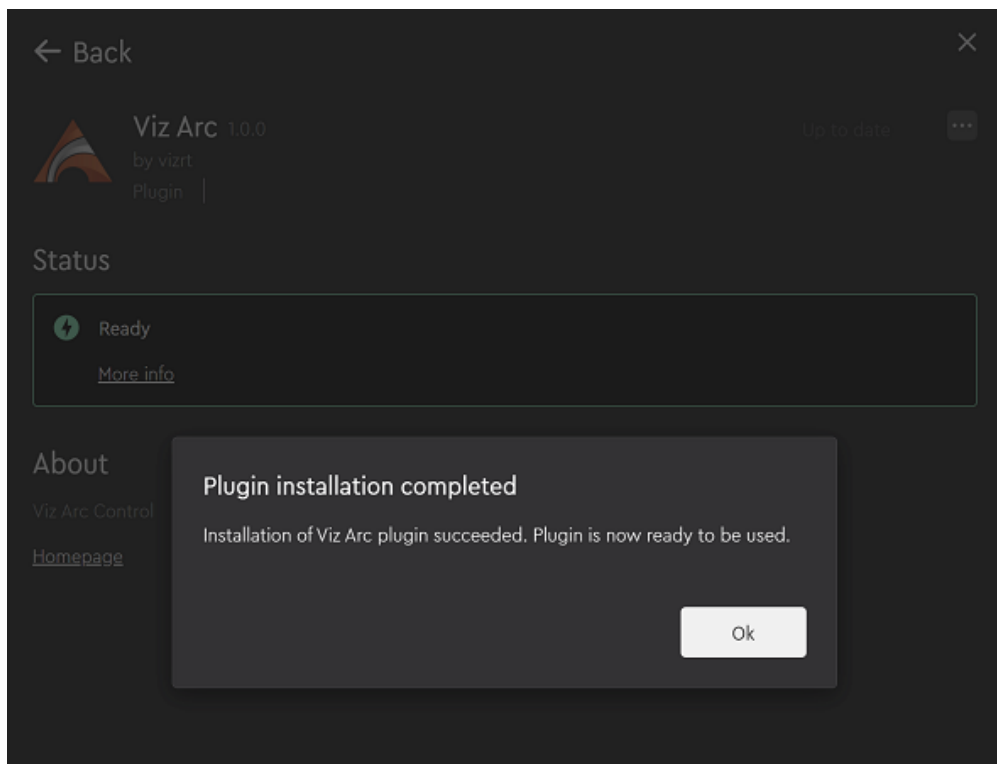 Back
Viz Arc 1.0.0
Up to date
by vizrt
Plugin
Status
Ready
More info
About
Viz Arc Control
Homepage
Plugin installation completed
Installation of Viz Arc plugin succeeded. Plugin is now ready to be used.
Ok